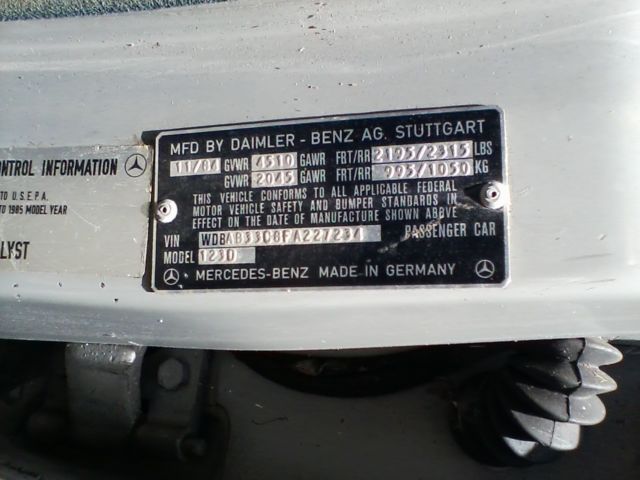 ONTROL INFORMATION
TO U.S.E.P.A.
TO 1985 MODEL YEAR
LYST
MFD BY DAIMLER - BENZ AG. STUTTGART
11/84 GVWR 4510 GAWR FRT/RR 2195/2315 LBS
GVWR 2045 GAWR FRT/RR 995/1050 KG
THIS VEHICLE CONFORMS TO ALL APPLICABLE FEDERAL
MOTOR VEHICLE SAFETY AND BUMPER STANDARDS IN
EFFECT ON THE DATE OF MANUFACTURE SHOWN ABOVE
VIN WDBAB33C8FA227234 PASSENGER CAR
MODEL 123D
MERCEDES-BENZ MADE IN GERMANY